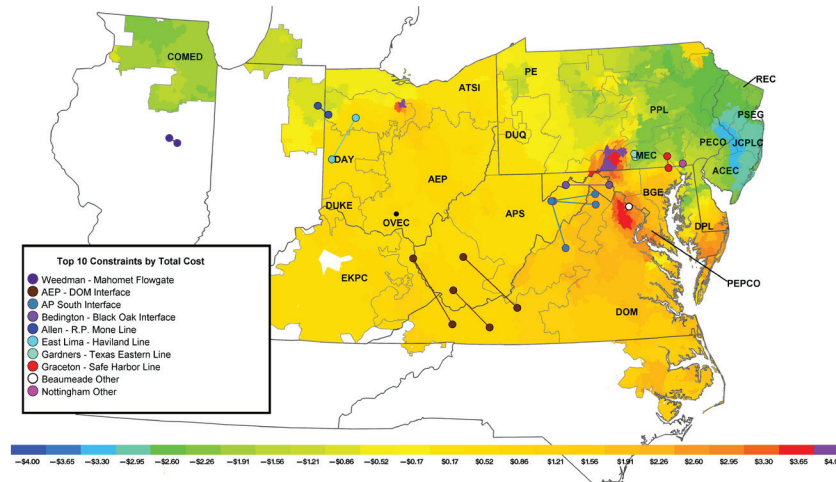 COMED
ATSI
PE
REC
PPL
PSEG
DUQ
PECO
JCPLC
MEC
DAY
ACEC
AEP
BGE
DUKE
APS
OVEC
DPL
EKPC
PEPCO
DOM
Top 10 Constraints by Total Cost
Weedman - Mahomet Flowgate
AEP - DOM Interface
AP South Interface
Bedington - Black Oak Interface
Allen - R.P. Mone Line
East Lima - Haviland Line
Gardners - Texas Eastern Line
Graceton - Safe Harbor Line
Beaumeade Other
Nottingham Other
–$4.00 –$3.65 –$3.30 –$2.95 –$2.60 –$2.26 –$1.91 –$1.56 –$1.21 –$0.86 –$0.52 –$0.17 $0.17 $0.52 $0.86 $1.21 $1.56 $1.91 $2.26 $2.60 $2.95 $3.30 $3.65